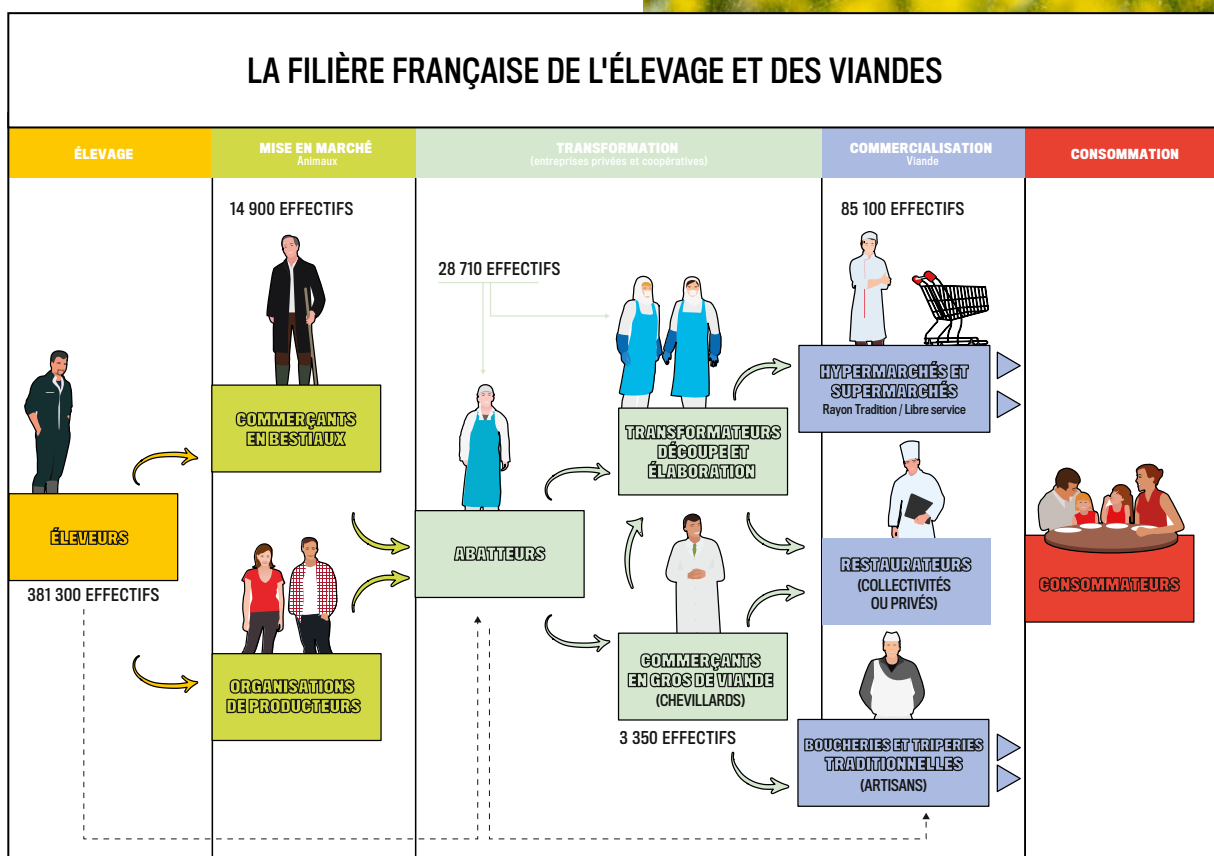 LA FILIÈRE FRANÇAISE DE L'ÉLEVAGE ET DES VIANDES
ÉLEVAGE
MISE EN MARCHÉ
Animaux
TRANSFORMATION
(entreprises privées et coopératives)
COMMERCIALISATION
Viande
CONSOMMATION
14 900 EFFECTIFS
COMMERÇANTS
EN BESTIAUX
ÉLEVEURS
381 300 EFFECTIFS
ORGANISATIONS
DE PRODUCTEURS
28 710 EFFECTIFS
ABATTEURS
TRANSFORMATEURS
DÉCOUPE ET
ÉLABORATION
COMMERÇANTS
EN GROS DE VIANDE
(CHEVILLARDS)
3 350 EFFECTIFS
85 100 EFFECTIFS
HYPERMARCHÉS ET
SUPERMARCHÉS
Rayon Tradition / Libre service
RESTAURATEURS
(COLLECTIVITÉS
OU PRIVÉS)
BOUCHERIES ET TRIPERIES
TRADITIONNELLES
(ARTISANS)
CONSOMMATEURS